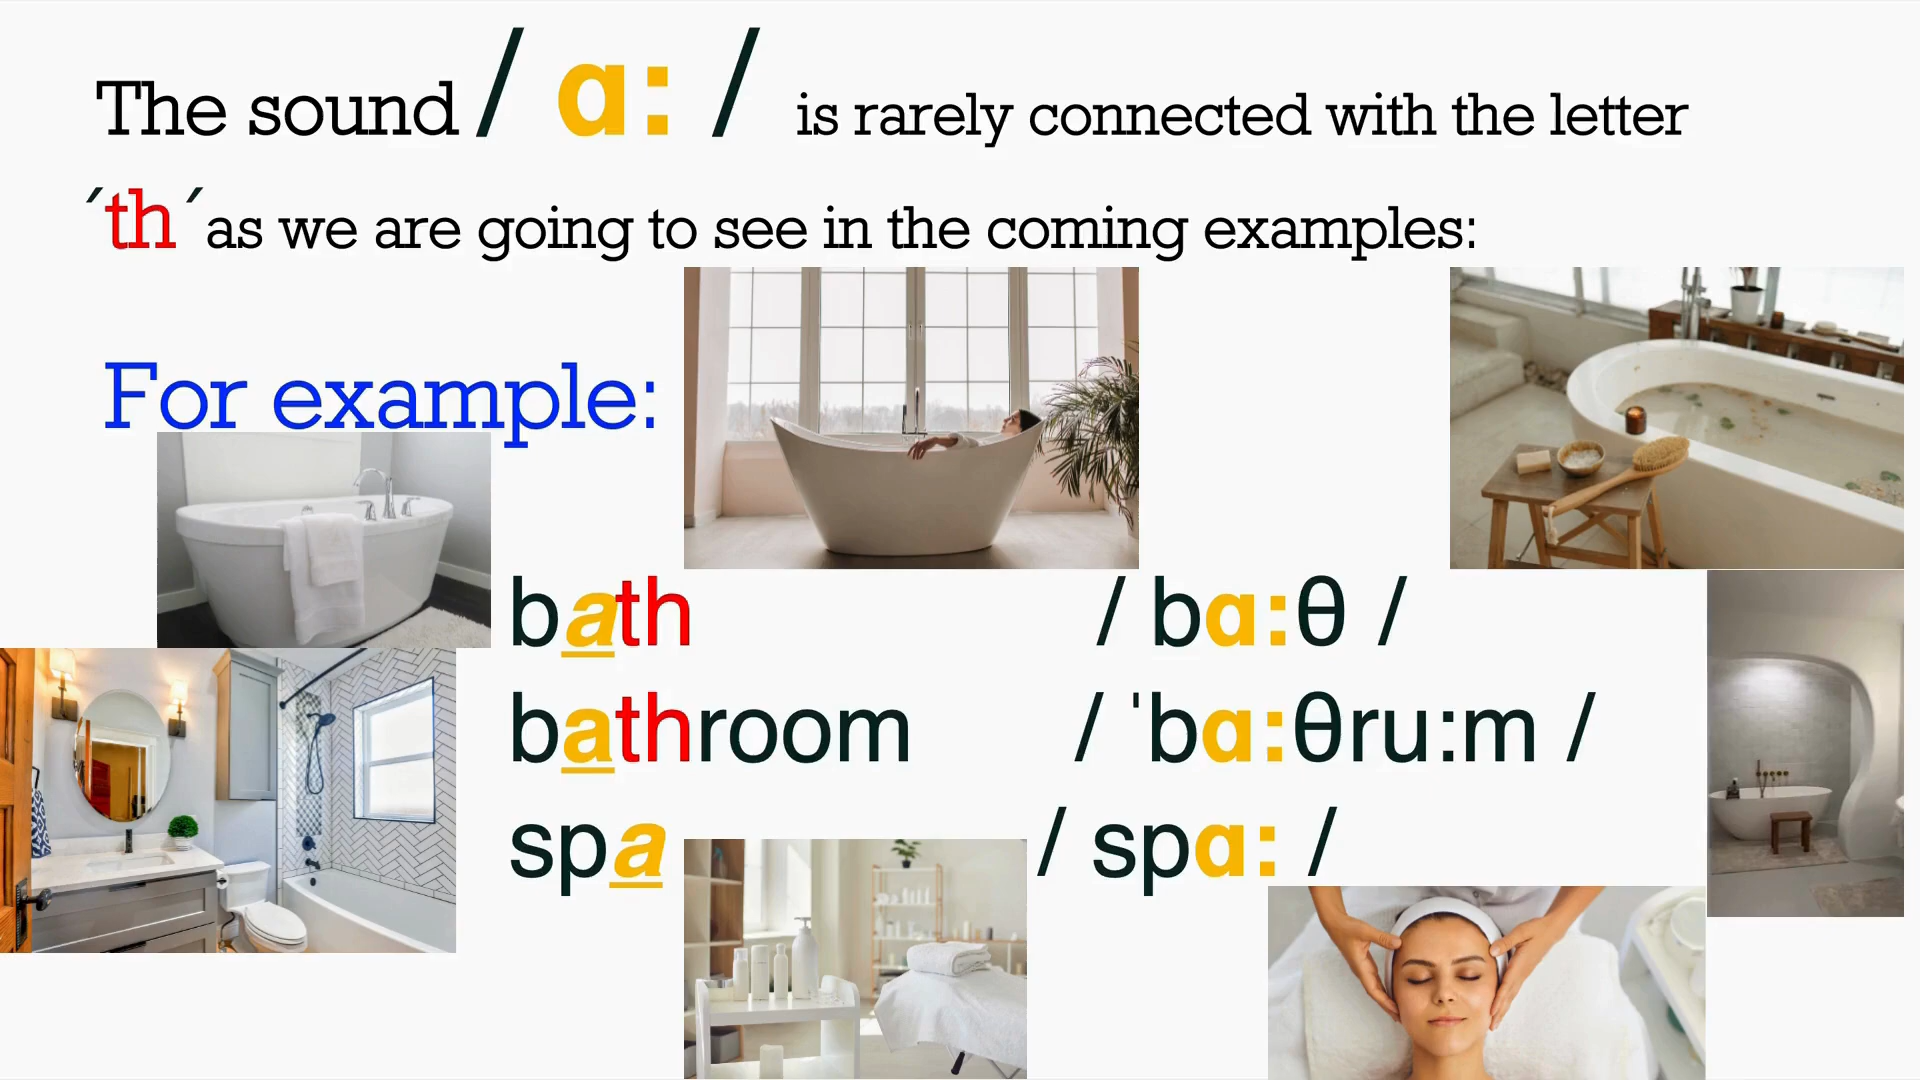 The sound / ɑ: / is rarely connected with the letter
´th´ as we are going to see in the coming examples:
For example:
bath / bɑ:θ /
bathroom / ˈbɑ:θru:m /
spa / spɑ: /